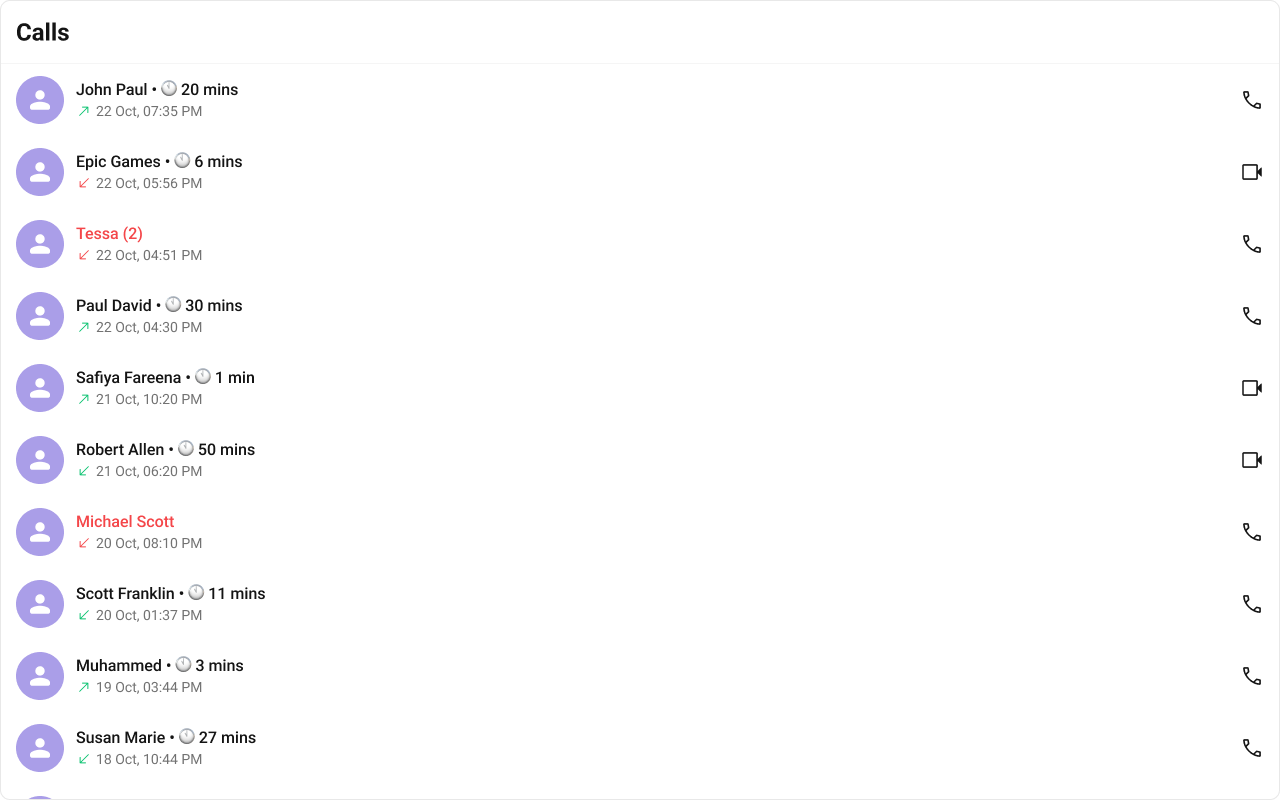 Calls
John Paul • 🕛 20 mins
22 Oct, 07:35 PM
Epic Games • 🕛 6 mins
22 Oct, 05:56 PM
Tessa (2)
22 Oct, 04:51 PM
Paul David • 🕛 30 mins
22 Oct, 04:30 PM
Safiya Fareena • 🕛 1 min
21 Oct, 10:20 PM
Robert Allen • 🕛 50 mins
21 Oct, 06:20 PM
Michael Scott
20 Oct, 08:10 PM
Scott Franklin • 🕛 11 mins
20 Oct, 01:37 PM
Muhammed • 🕛 3 mins
19 Oct, 03:44 PM
Susan Marie • 🕛 27 mins
18 Oct, 10:44 PM